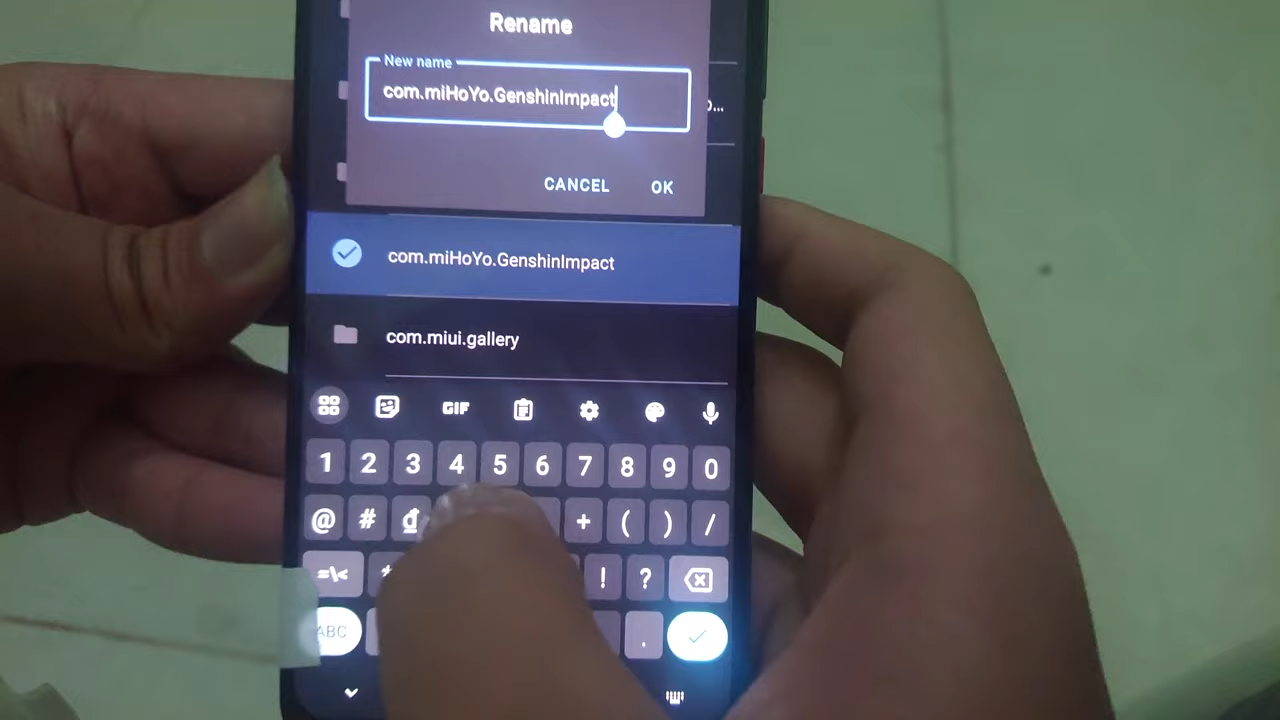 Rename
New name
com.miHoYo.GenshinImpact
o...
CANCEL OK
com.miHoYo.GenshinImpact
com.miui.gallery
GIF
1 2 3 4 5 6 7 8 9 0
@ # ₫ + ( ) /
=\< ! ?
ABC .